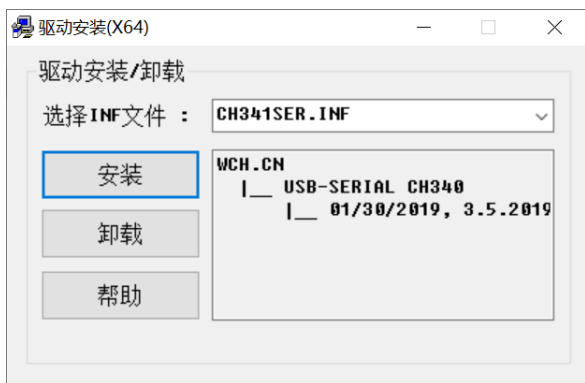 驱动安装(X64)
驱动安装/卸载
选择INF文件 :
CH341SER.INF
安装
WCH.CN
|__ USB-SERIAL CH340
|__ 01/30/2019, 3.5.2019
卸载
帮助